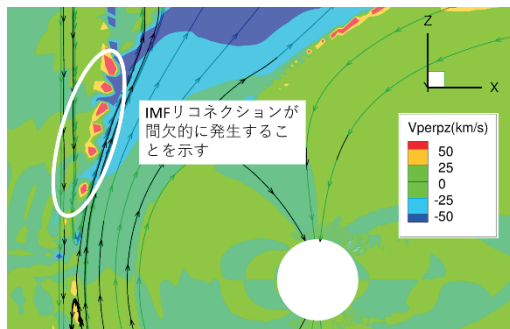 Z
X
Y
IMFリコネクションが
間欠的に発生するこ
とを示す
Vperpz(km/s)
50
25
0
-25
-50